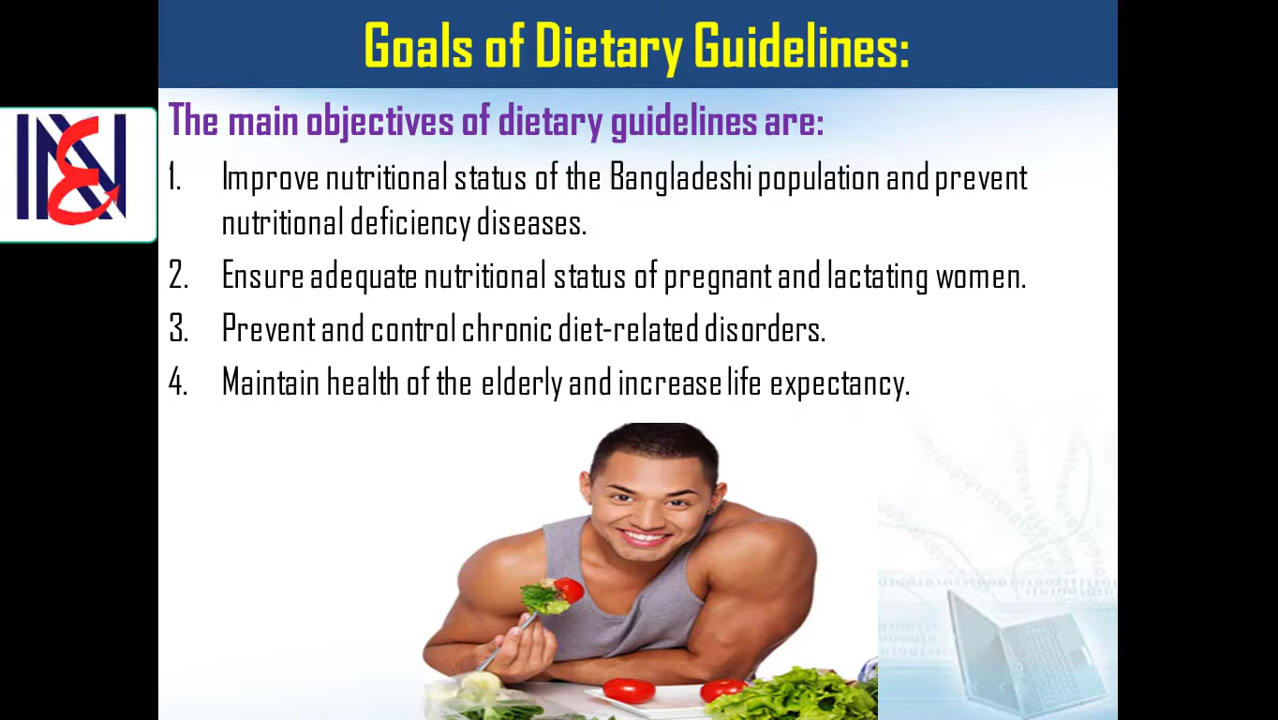 Goals of Dietary Guidelines:
The main objectives of dietary guidelines are:
1. Improve nutritional status of the Bangladeshi population and prevent
nutritional deficiency diseases.
2. Ensure adequate nutritional status of pregnant and lactating women.
3. Prevent and control chronic diet-related disorders.
4. Maintain health of the elderly and increase life expectancy.